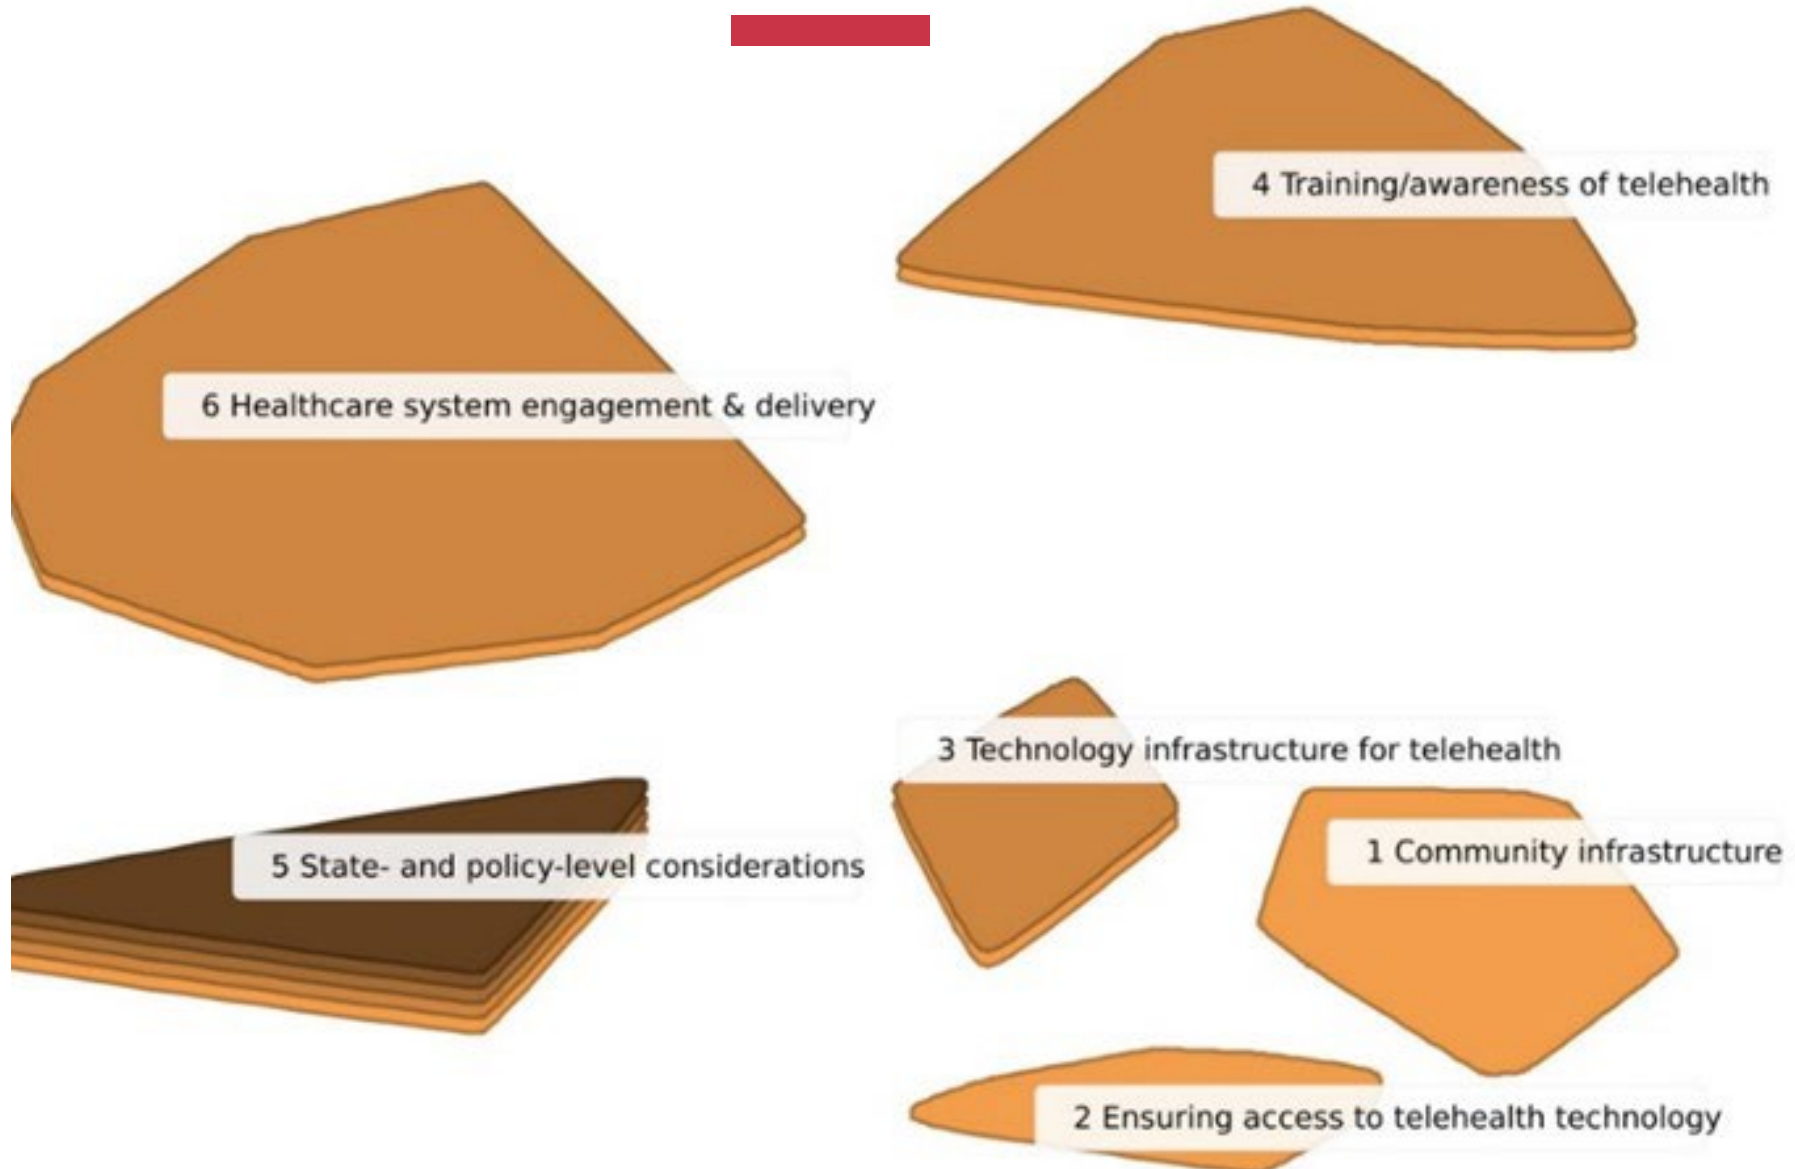 4 Training/awareness of telehealth
6 Healthcare system engagement & delivery
3 Technology infrastructure for telehealth
1 Community infrastructure
5 State- and policy-level considerations
2 Ensuring access to telehealth technology